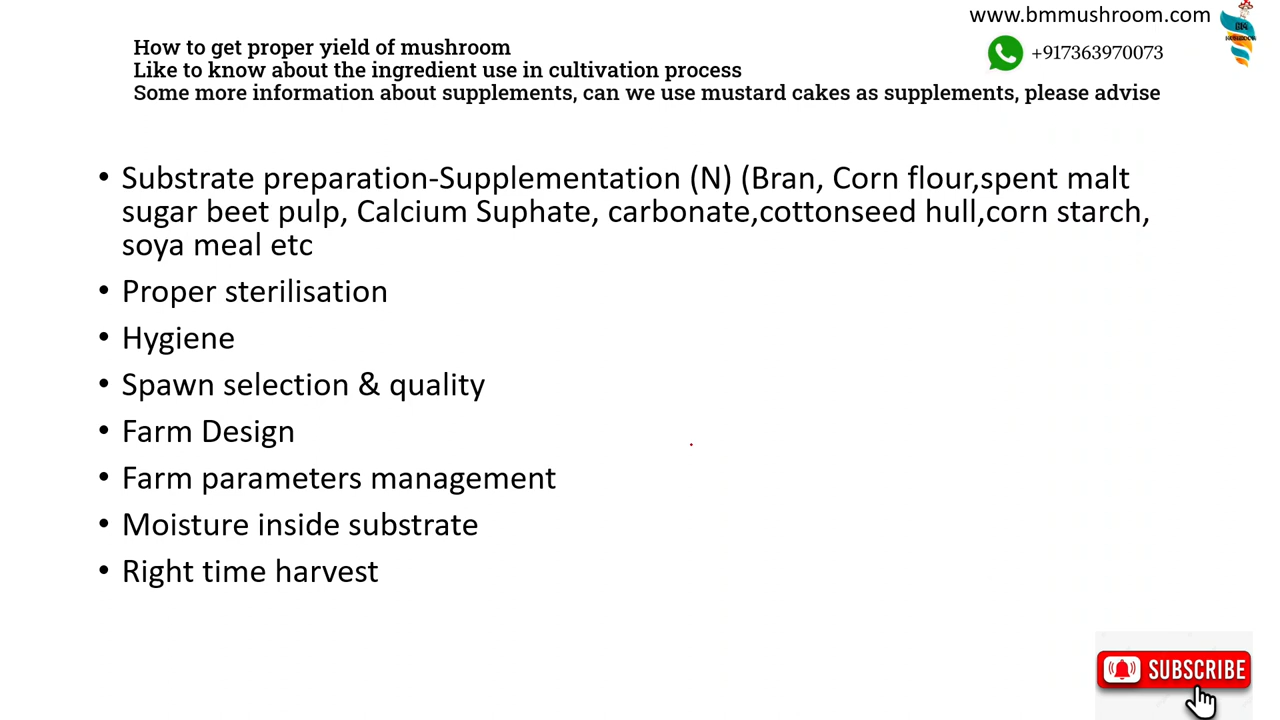 www.bmmushroom.com
How to get proper yield of mushroom
+917363970073
Like to know about the ingredient use in cultivation process
Some more information about supplements, can we use mustard cakes as supplements, please advise
• Substrate preparation-Supplementation (N) (Bran, Corn flour,spent malt
sugar beet pulp, Calcium Suphate, carbonate,cottonseed hull,corn starch,
soya meal etc
• Proper sterilisation
• Hygiene
• Spawn selection & quality
• Farm Design
• Farm parameters management
• Moisture inside substrate
• Right time harvest
SUBSCRIBE